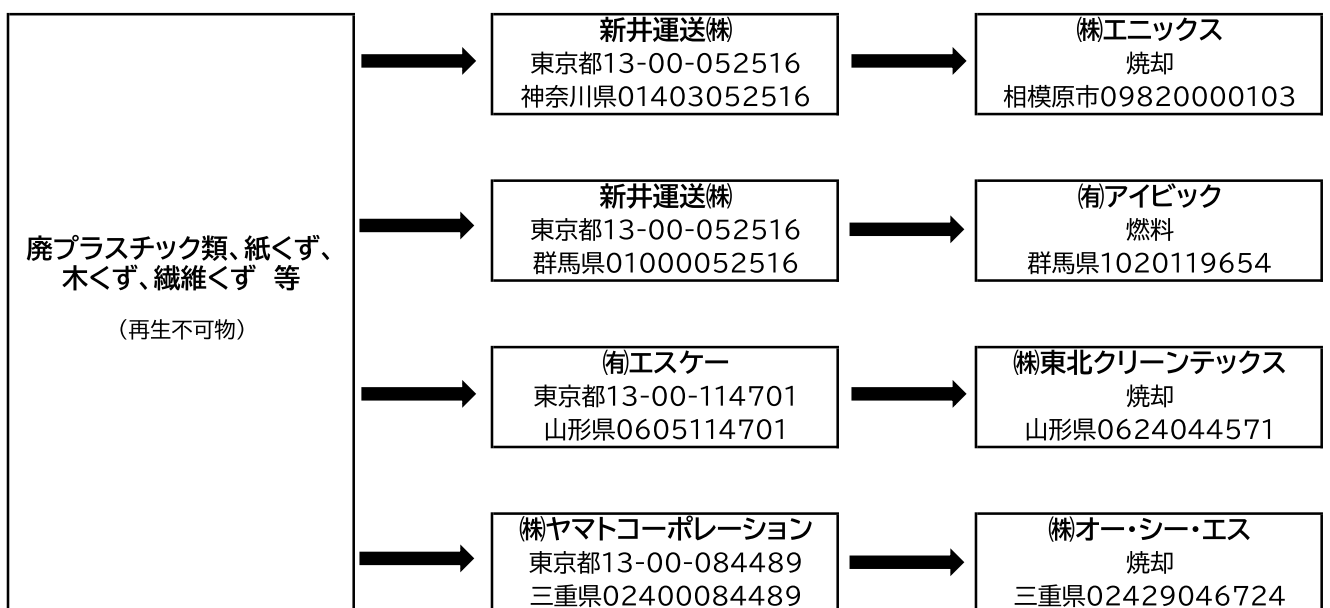 廃プラスチック類、紙くず、
木くず、繊維くず 等
（再生不可物）
新井運送㈱
東京都13-00-052516
神奈川県01403052516
㈱エニックス
焼却
相模原市09820000103
新井運送㈱
東京都13-00-052516
群馬県01000052516
㈲アイビック
燃料
群馬県1020119654
㈲エスケー
東京都13-00-114701
山形県0605114701
㈱東北クリーンテックス
焼却
山形県0624044571
㈱ヤマトコーポレーション
東京都13-00-084489
三重県02400084489
㈱オー・シー・エス
焼却
三重県02429046724